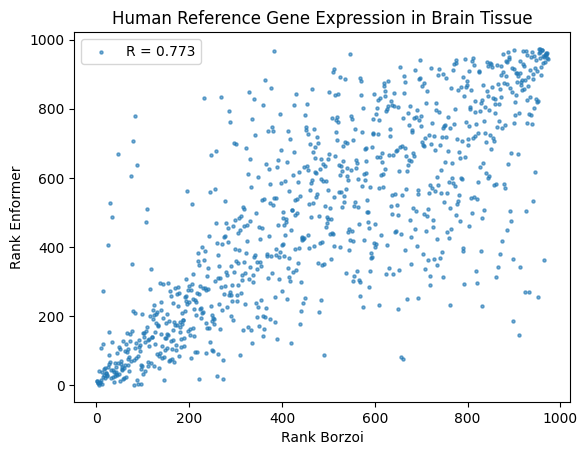 Human Reference Gene Expression in Brain Tissue
R = 0.773
Rank Enformer
1000
800
600
400
200
0
0 200 400 600 800 1000
Rank Borzoi